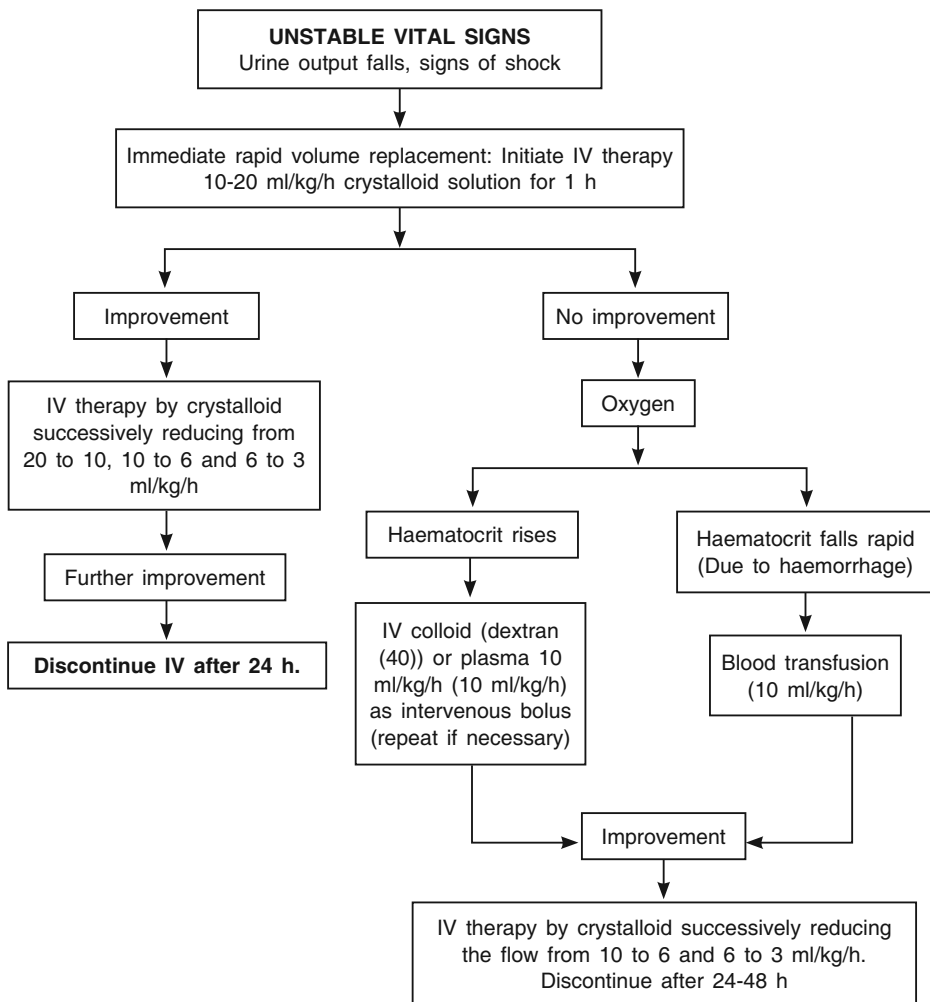 UNSTABLE VITAL SIGNS
Urine output falls, signs of shock
Immediate rapid volume replacement: Initiate IV therapy
10-20 ml/kg/h crystalloid solution for 1 h
Improvement
No improvement
IV therapy by crystalloid
successively reducing from
20 to 10, 10 to 6 and 6 to 3
ml/kg/h
Oxygen
Haematocrit rises
Haematocrit falls rapid
(Due to haemorrhage)
Further improvement
IV colloid (dextran
(40)) or plasma 10
ml/kg/h (10 ml/kg/h)
as intervenous bolus
(repeat if necessary)
Blood transfusion
(10 ml/kg/h)
Discontinue IV after 24 h.
Improvement
IV therapy by crystalloid successively reducing
the flow from 10 to 6 and 6 to 3 ml/kg/h.
Discontinue after 24-48 h